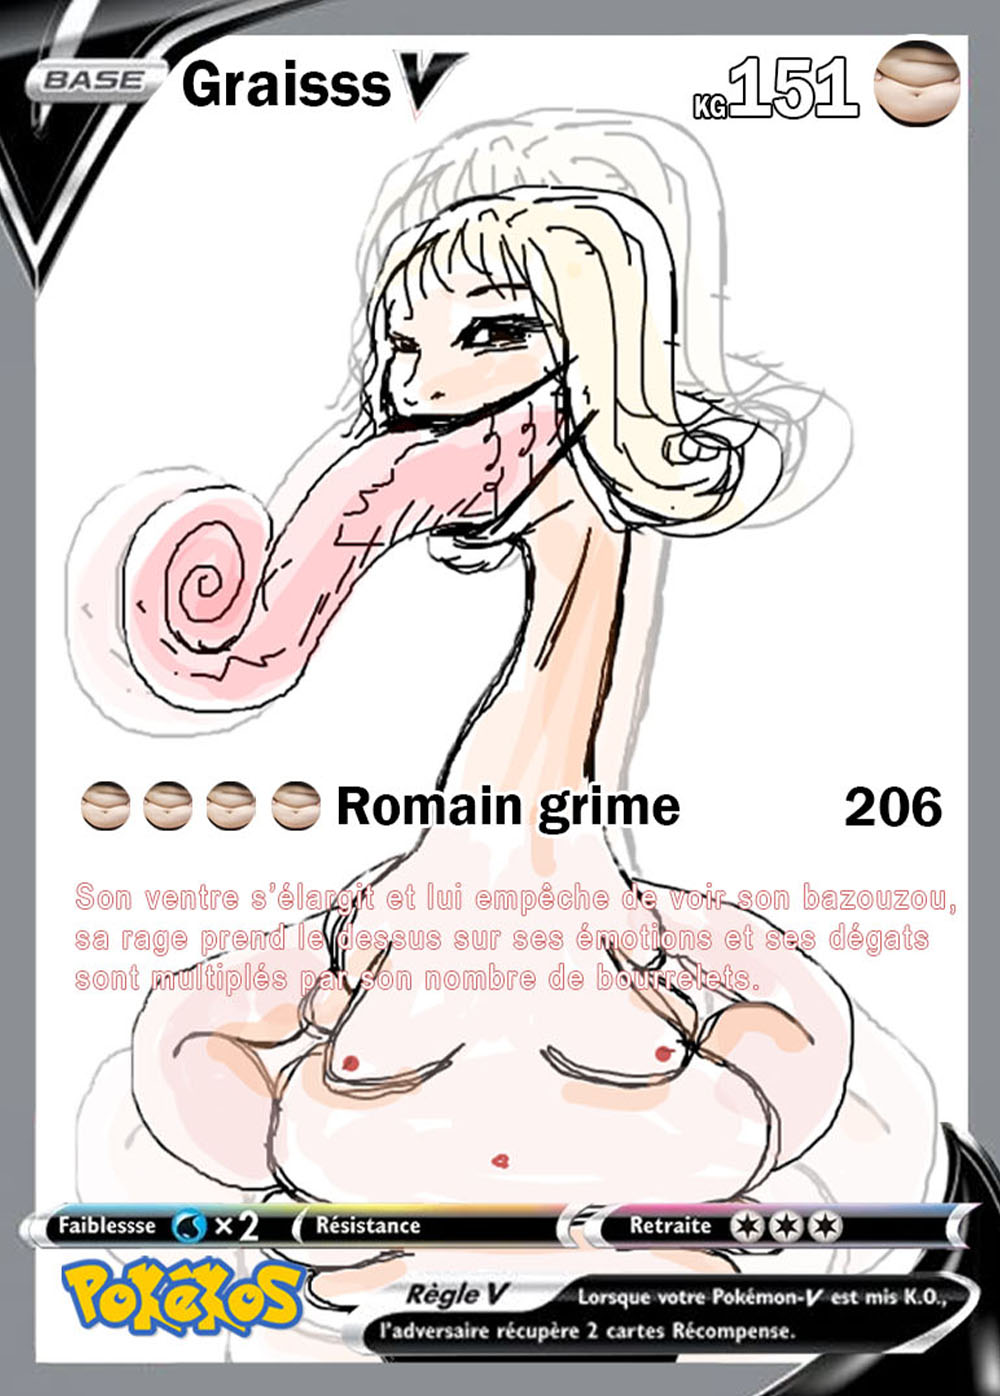 BASE Graisss V KG151
Romain grime 206
Son ventre s'élargit et lui empêche de voir son bazouzou,
sa rage prend le dessus sur ses émotions et ses dégats
sont multiplés par son nombre de bourrelets.
Faiblessse ×2 Résistance Retraite
POKéKOS
Règle V Lorsque votre Pokémon-V est mis K.O.,
l'adversaire récupère 2 cartes Récompense.